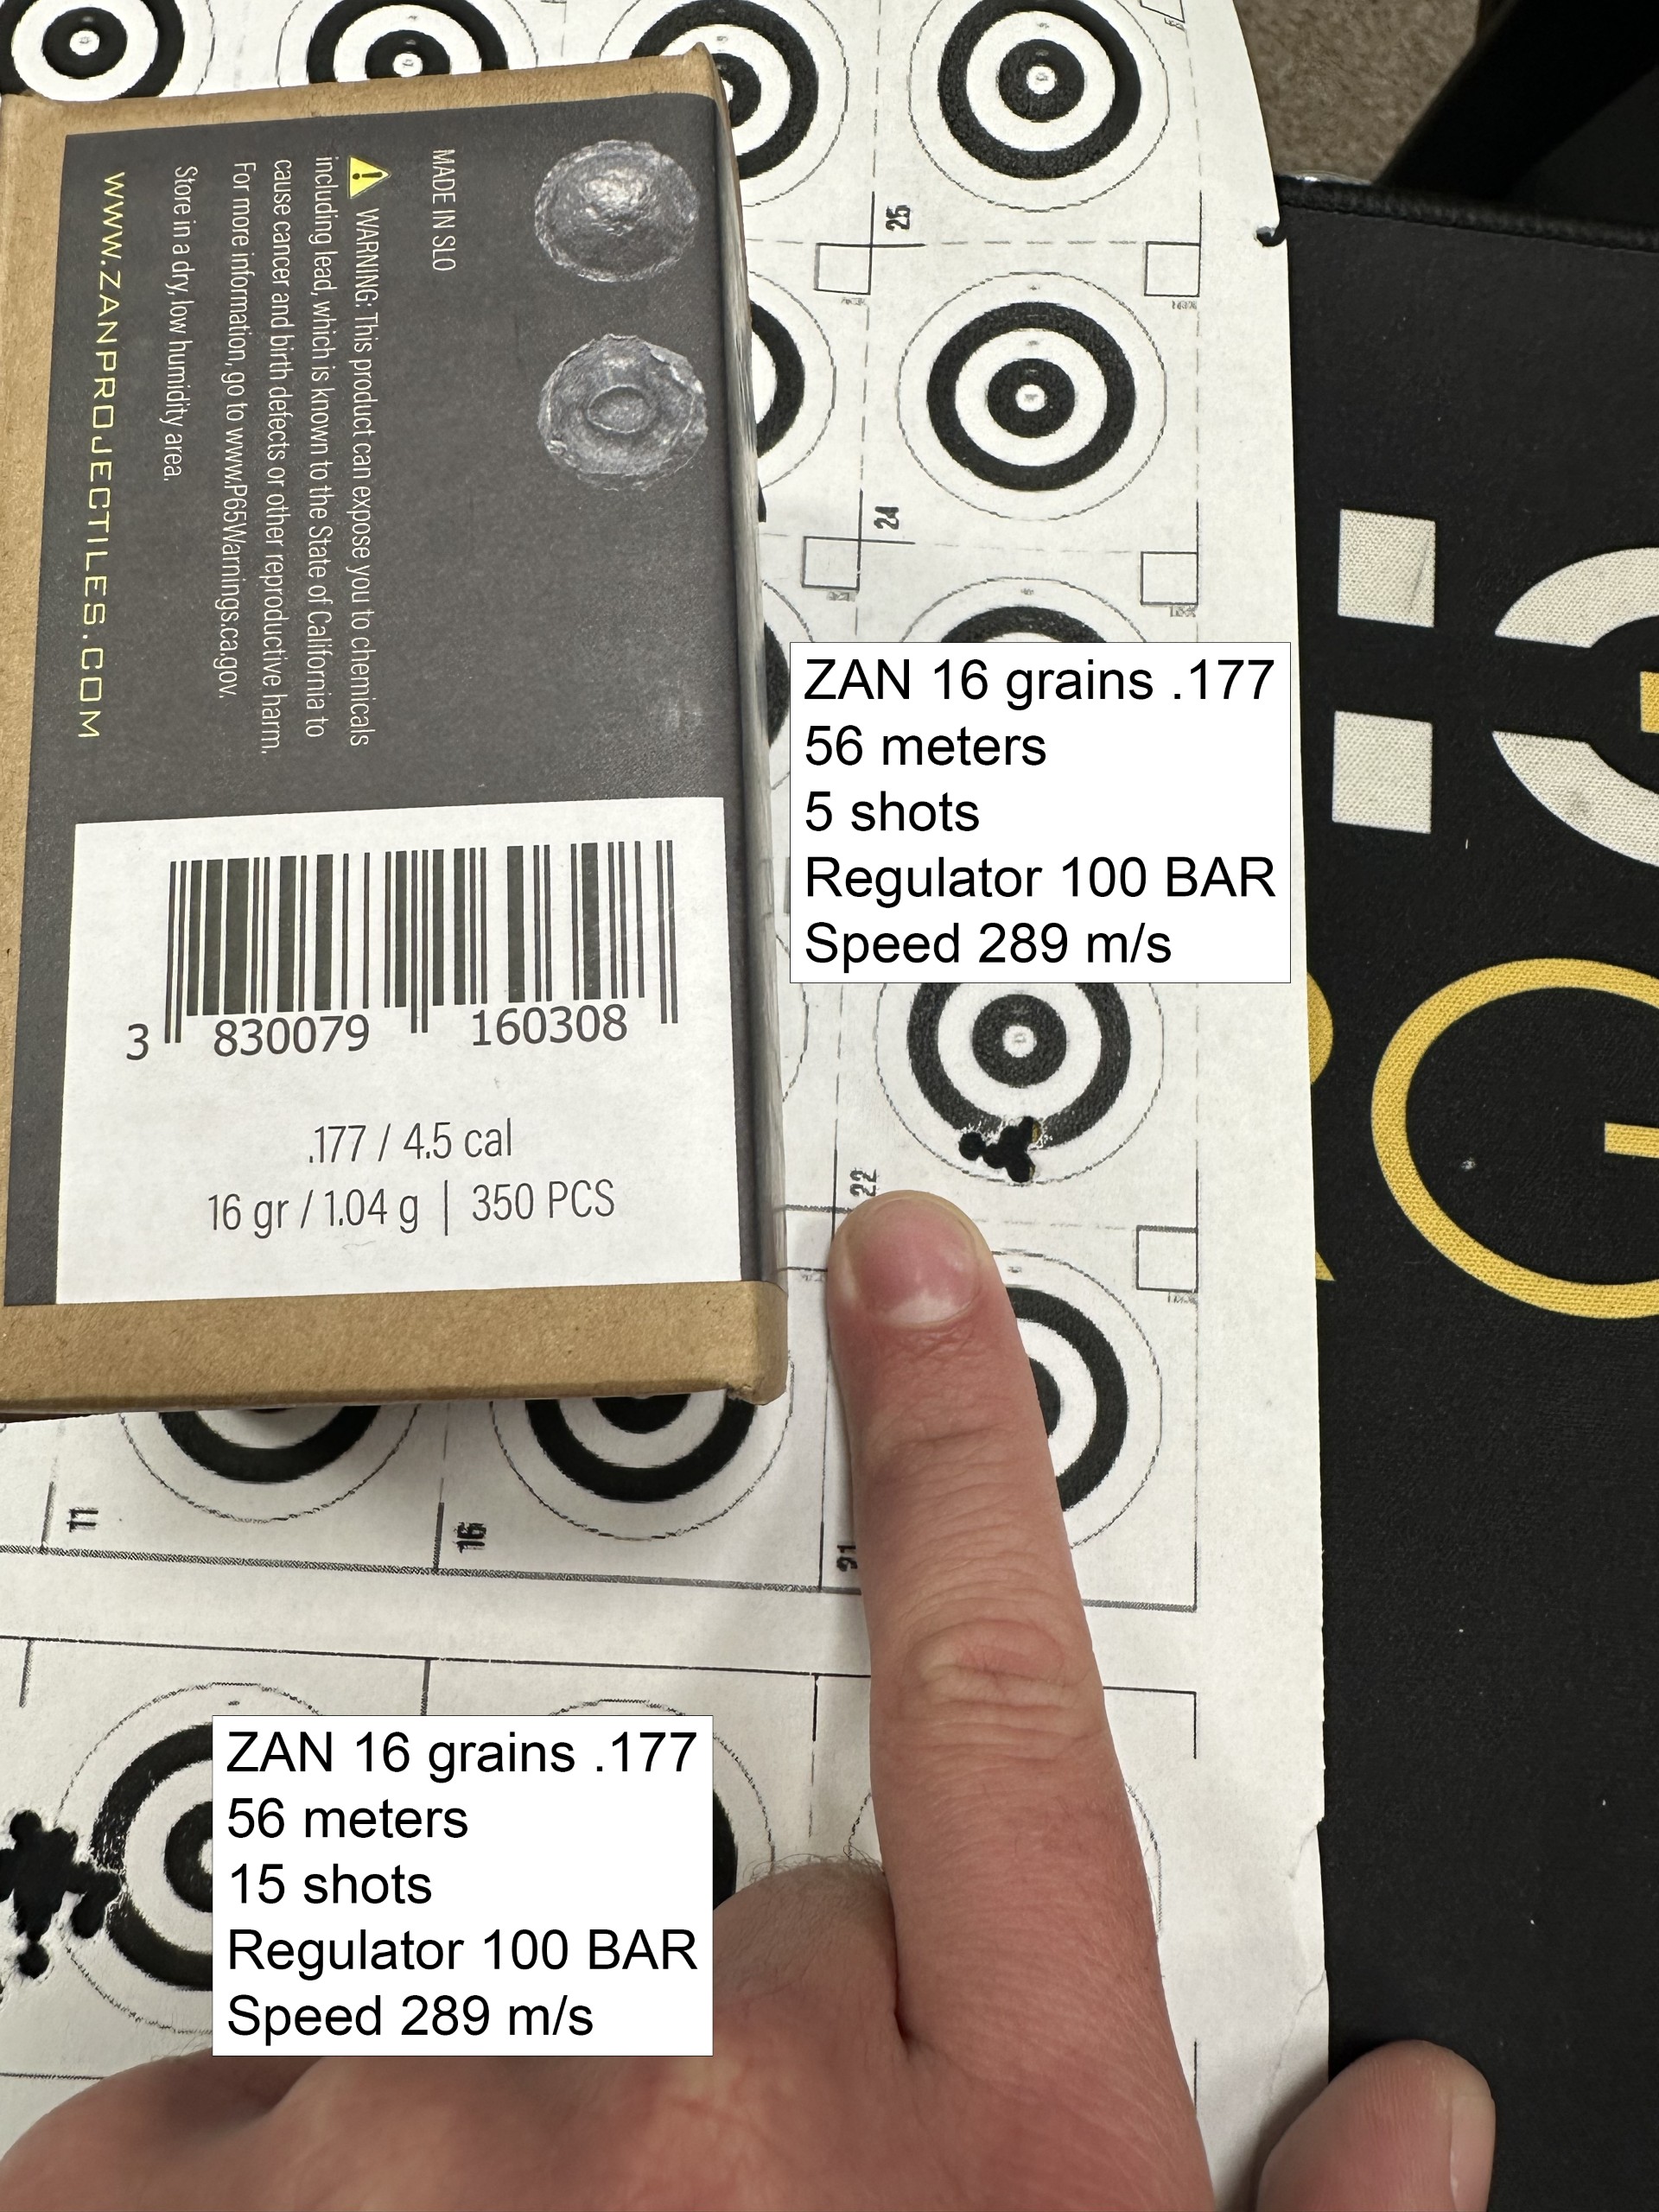 MADE IN SLO
WARNING: This product can expose you to chemicals
including lead, which is known to the State of California to
cause cancer and birth defects or other reproductive harm.
For more information, go to www.P65Warnings.ca.gov.
Store in a dry, low humidity area.
WWW.ZANPROJECTILES.COM
3 830079 160308
.177 / 4.5 cal
16 gr / 1.04 g | 350 PCS
25
24
ZAN 16 grains .177
56 meters
5 shots
Regulator 100 BAR
Speed 289 m/s
22
11
16
21
ZAN 16 grains .177
56 meters
15 shots
Regulator 100 BAR
Speed 289 m/s